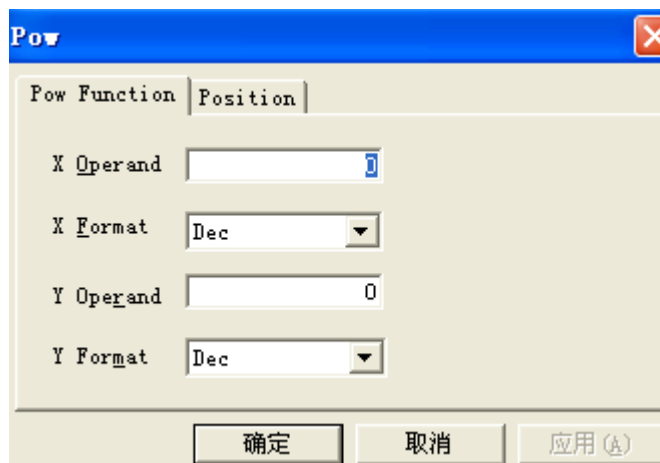 Pow
Pow Function Position
X Operand 0
X Format Dec
Y Operand 0
Y Format Dec
确定 取消 应用(A)